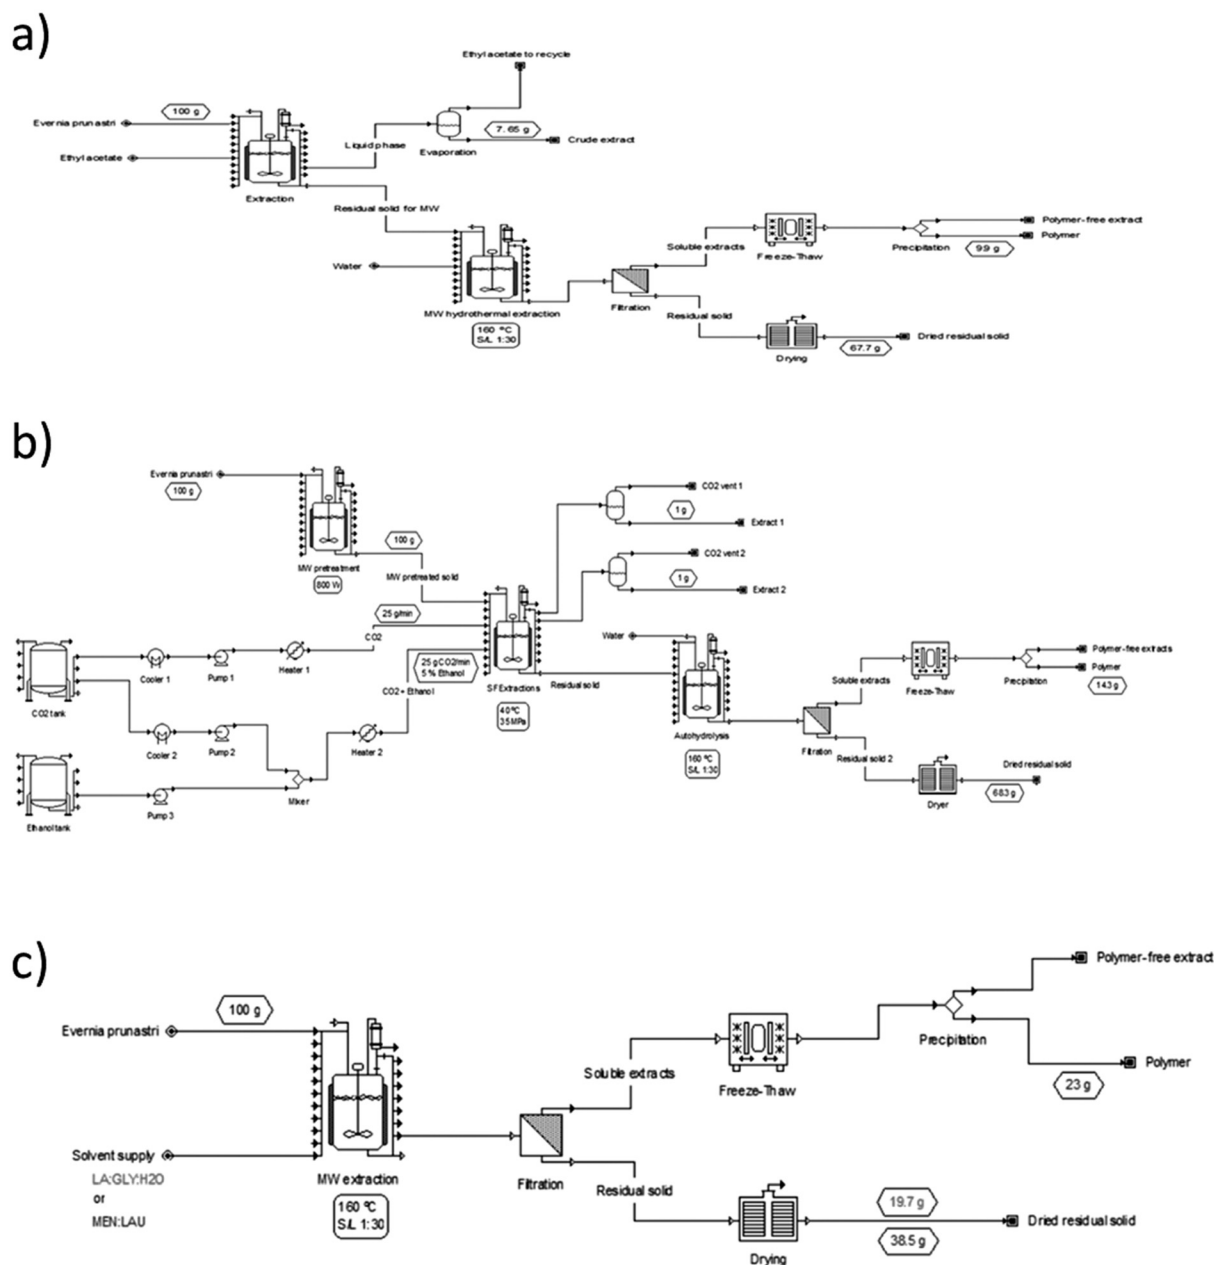 a)
Ethyl acetate to recycle
100 g
Evernia prunastri
7.65 g
Liquid phase
Crude extract
Evaporation
Ethyl acetate
Extraction
Residual solid for MW
Polymer-free extract
Soluble extracts
Polymer
Freeze-Thaw
Precipitation
9.9 g
Water
Filtration
MW hydrothermal extraction
Residual solid
160 ºC
S/L 1:30
Dried residual solid
67.7 g
Drying
b)
Evernia prunastri
100 g
CO2 vent 1
1 g
Extract 1
100 g
CO2 vent 2
MW pretreatment
MW pretreated solid
800 W
1 g
Extract 2
25 g/min
Water
CO2
Heater 1
Cooler 1
Pump 1
25 gCO2/min
5 % Ethanol
CO2 + Ethanol
SF Extractions
Residual solid
40ºC
35 MPa
Polymer-free extracts
Polymer
Soluble extracts
Freeze-Thaw
Precipitation
14.3 g
CO2 tank
Cooler 2
Pump 2
Heater 2
Autohydrolysis
Filtration
Residual solid 2
160 ºC
S/L 1:30
Dried residual solid
68.3 g
Mixer
Pump 3
Dryer
Ethanol tank
c)
Polymer-free extract
100 g
Evernia prunastri
Precipitation
Soluble extracts
Polymer
Freeze-Thaw
23 g
Solvent supply
MW extraction
Filtration
Residual solid
LA:GLY:H2O
or
MEN:LAU
160 ºC
S/L 1:30
19.7 g
Dried residual solid
38.5 g
Drying